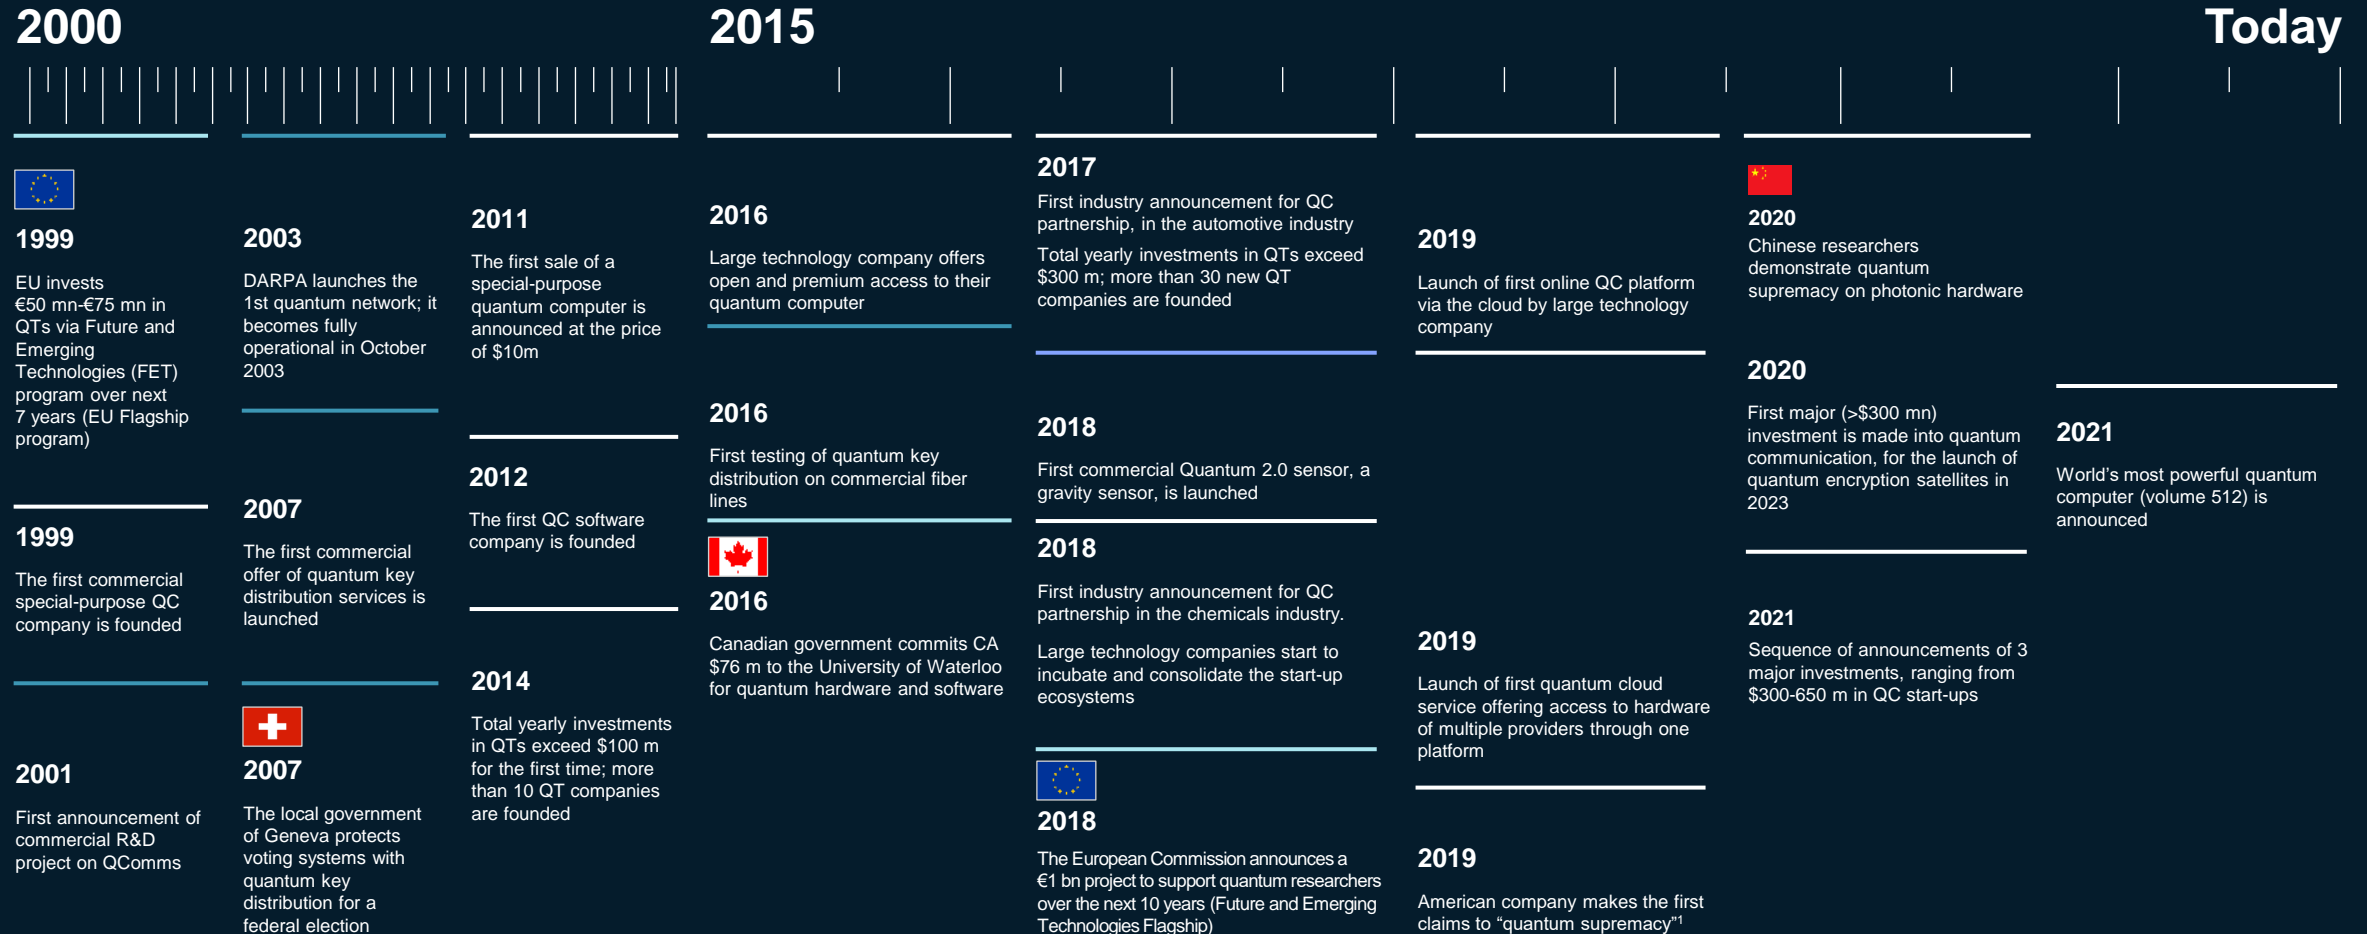 2000
2015
Today
1999
EU invests
€50 mn-€75 mn in
QTs via Future and
Emerging
Technologies (FET)
program over next
7 years (EU Flagship
program)
1999
The first commercial
special-purpose QC
company is founded
2001
First announcement of
commercial R&D
project on QComms
2003
DARPA launches the
1st quantum network; it
becomes fully
operational in October
2003
2007
The first commercial
offer of quantum key
distribution services is
launched
2007
The local government
of Geneva protects
voting systems with
quantum key
distribution for a
federal election
2011
The first sale of a
special-purpose
quantum computer is
announced at the price
of $10m
2012
The first QC software
company is founded
2014
Total yearly investments
in QTs exceed $100 m
for the first time; more
than 10 QT companies
are founded
2016
Large technology company offers
open and premium access to their
quantum computer
2016
First testing of quantum key
distribution on commercial fiber
lines
2016
Canadian government commits CA
$76 m to the University of Waterloo
for quantum hardware and software
2017
First industry announcement for QC
partnership, in the automotive industry
Total yearly investments in QTs exceed
$300 m; more than 30 new QT
companies are founded
2018
First commercial Quantum 2.0 sensor, a
gravity sensor, is launched
2018
First industry announcement for QC
partnership in the chemicals industry.
Large technology companies start to
incubate and consolidate the start-up
ecosystems
2018
The European Commission announces a
€1 bn project to support quantum researchers
over the next 10 years (Future and Emerging
Technologies Flagship)
2019
Launch of first online QC platform
via the cloud by large technology
company
2019
Launch of first quantum cloud
service offering access to hardware
of multiple providers through one
platform
2019
American company makes the first
claims to “quantum supremacy”¹
2020
Chinese researchers
demonstrate quantum
supremacy on photonic hardware
2020
First major (>$300 mn)
investment is made into quantum
communication, for the launch of
quantum encryption satellites in
2023
2021
Sequence of announcements of 3
major investments, ranging from
$300-650 m in QC start-ups
2021
World’s most powerful quantum
computer (volume 512) is
announced